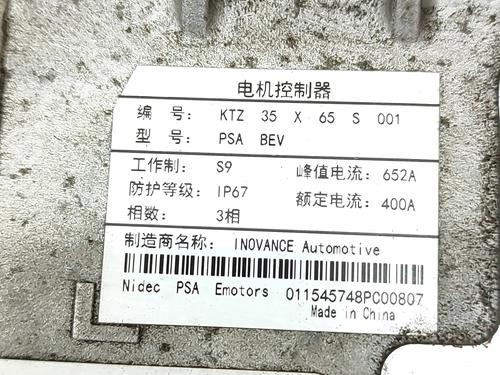 电机控制器
编 号: KTZ 35 X 65 S 001
型 号: PSA BEV
工作制: S9 峰值电流: 652A
防护等级: IP67 额定电流: 400A
相数: 3相
制造商名称: INOVANCE Automotive
Nidec PSA Emotors 011545748PC00807
Made in China